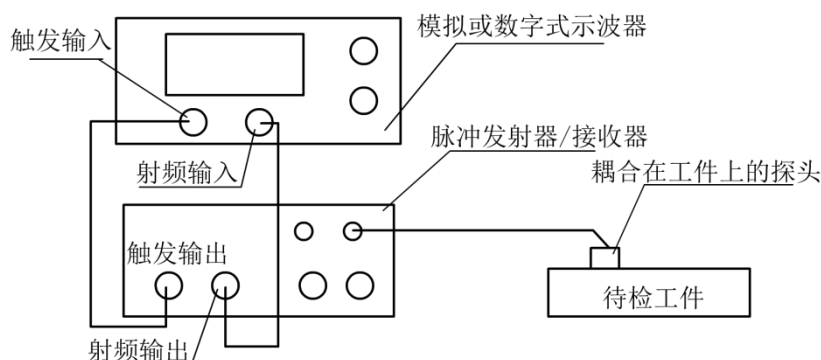 触发输入
模拟或数字式示波器
射频输入
脉冲发射器/接收器
耦合在工件上的探头
触发输出
待检工件
射频输出